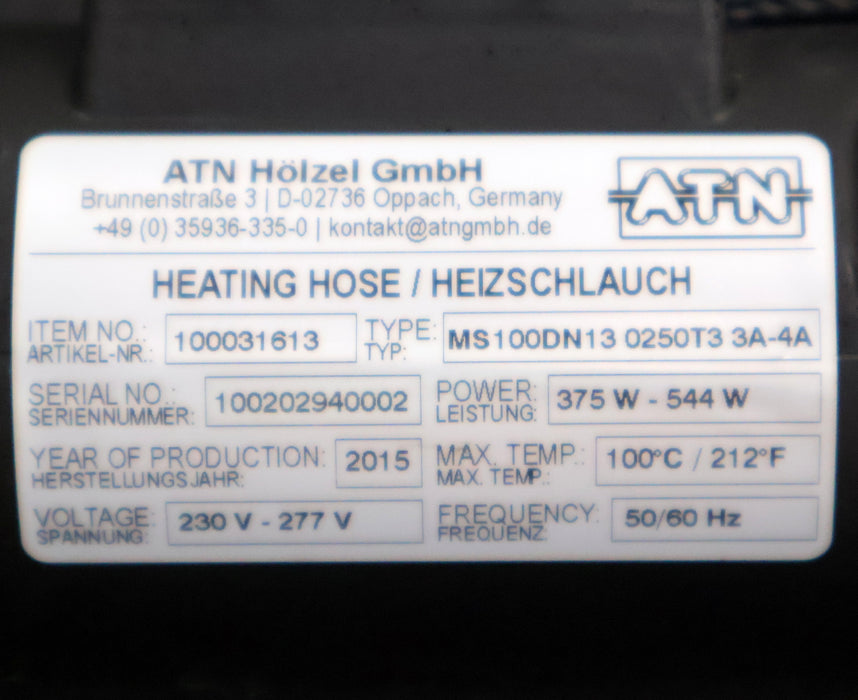 ATN Hölzel GmbH
Brunnenstraße 3 | D-02736 Oppach, Germany
+49 (0) 35936-335-0 | kontakt@atngmbh.de
ATN
HEATING HOSE / HEIZSCHLAUCH
ITEM NO.: 100031613 TYPE: MS100DN13 0250T3 3A-4A
ARTIKEL-NR.: TYP:
SERIAL NO.: 100202940002 POWER: 375 W - 544 W
SERIENNUMMER: LEISTUNG:
YEAR OF PRODUCTION: 2015 MAX. TEMP.: 100°C / 212°F
HERSTELLUNGSJAHR: MAX. TEMP.:
VOLTAGE: 230 V - 277 V FREQUENCY: 50/60 Hz
SPANNUNG: FREQUENZ: